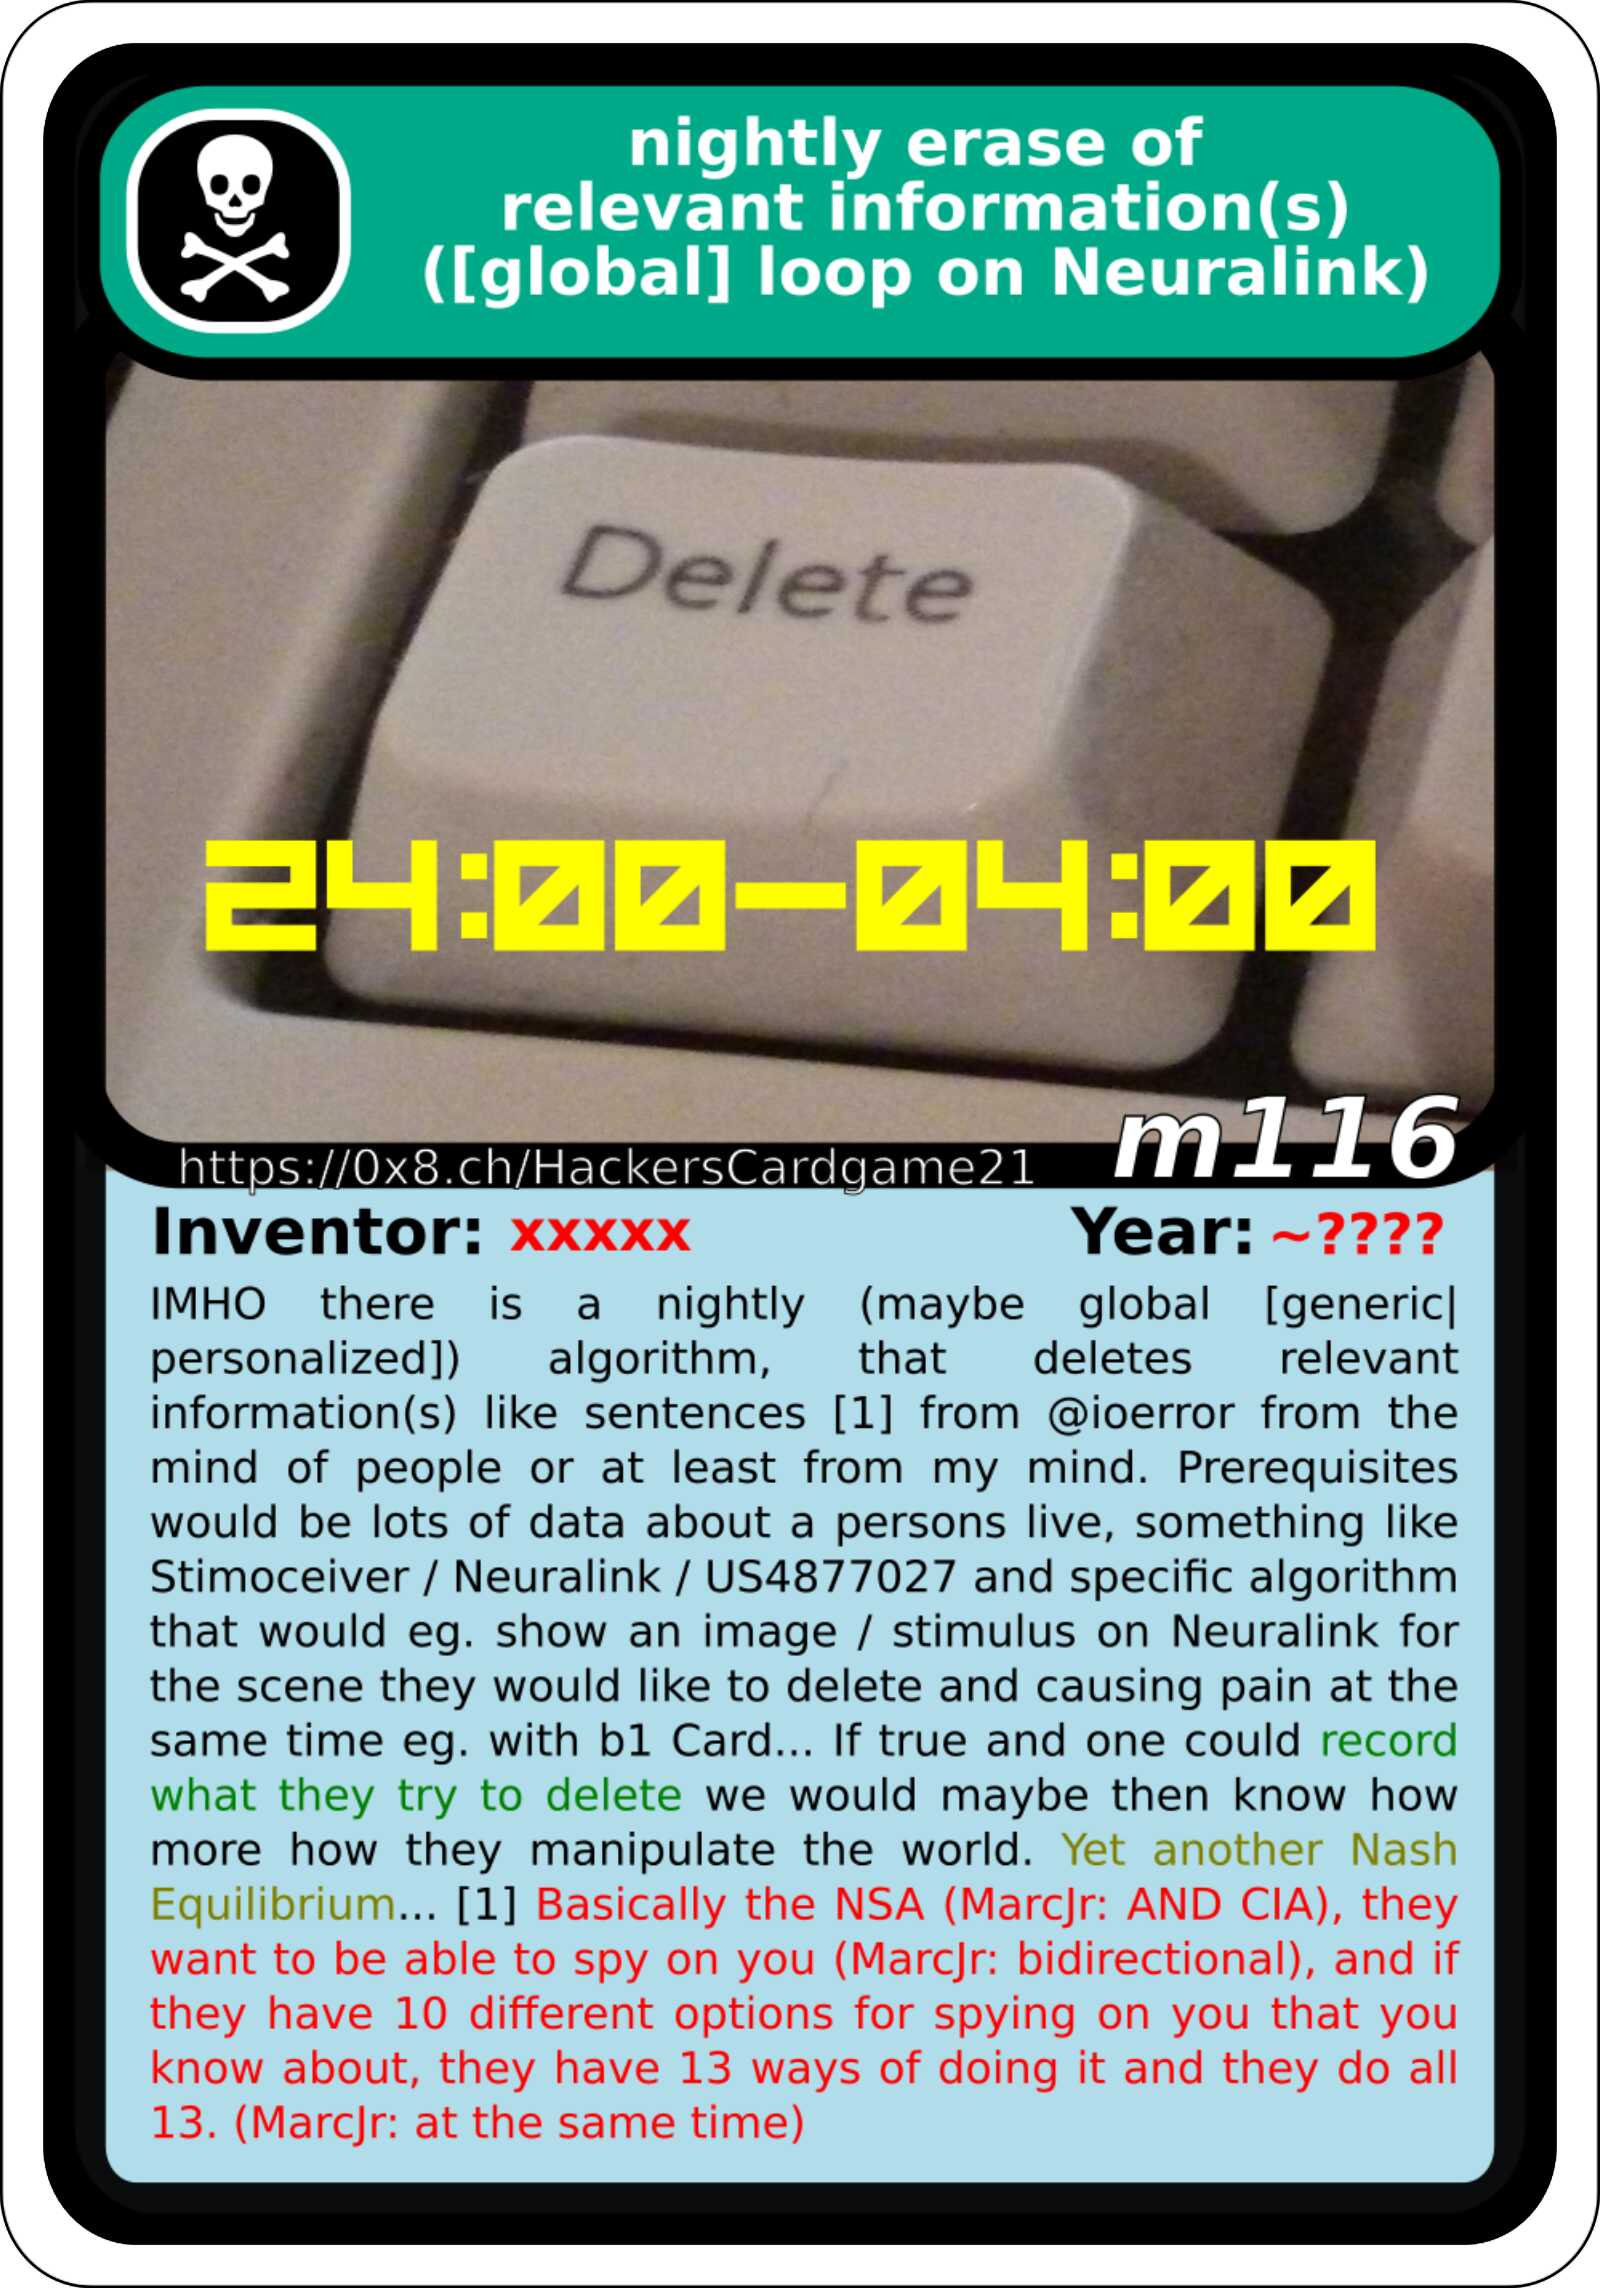 nightly erase of
relevant information(s)
([global] loop on Neuralink)
Delete
24:00-04:00
m116
https://0x8.ch/HackersCardgame21
Inventor: xxxxx Year: ~????
IMHO there is a nightly (maybe global [generic|
personalized]) algorithm, that deletes relevant
information(s) like sentences [1] from @ioerror from the
mind of people or at least from my mind. Prerequisites
would be lots of data about a persons live, something like
Stimoceiver / Neuralink / US4877027 and specific algorithm
that would eg. show an image / stimulus on Neuralink for
the scene they would like to delete and causing pain at the
same time eg. with b1 Card... If true and one could record
what they try to delete we would maybe then know how
more how they manipulate the world. Yet another Nash
Equilibrium... [1] Basically the NSA (MarcJr: AND CIA), they
want to be able to spy on you (MarcJr: bidirectional), and if
they have 10 different options for spying on you that you
know about, they have 13 ways of doing it and they do all
13. (MarcJr: at the same time)